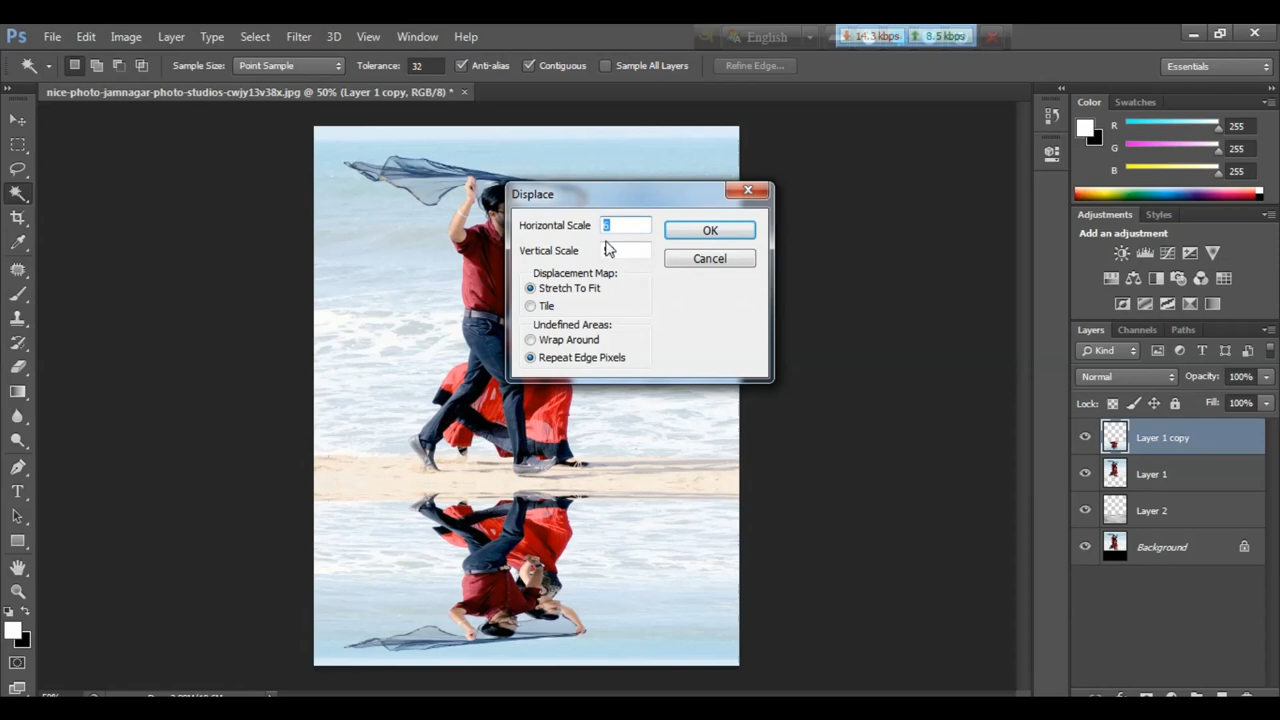 Ps File Edit Image Layer Type Select Filter 3D View Window Help English 14.3 kbps 8.5 kbps
Sample Size: Point Sample Tolerance: 32 Anti-alias Contiguous Sample All Layers Refine Edge... Essentials
nice-photo-jamnagar-photo-studios-cwjy13v38x.jpg @ 50% (Layer 1 copy, RGB/8) *
Displace
Horizontal Scale
OK
Vertical Scale
Cancel
Displacement Map:
Stretch To Fit
Tile
Undefined Areas:
Wrap Around
Repeat Edge Pixels
Color Swatches
R 255
G 255
B 255
Adjustments Styles
Add an adjustment
Layers Channels Paths
Kind
Normal Opacity: 100%
Lock: Fill: 100%
Layer 1 copy
Layer 1
Layer 2
Background